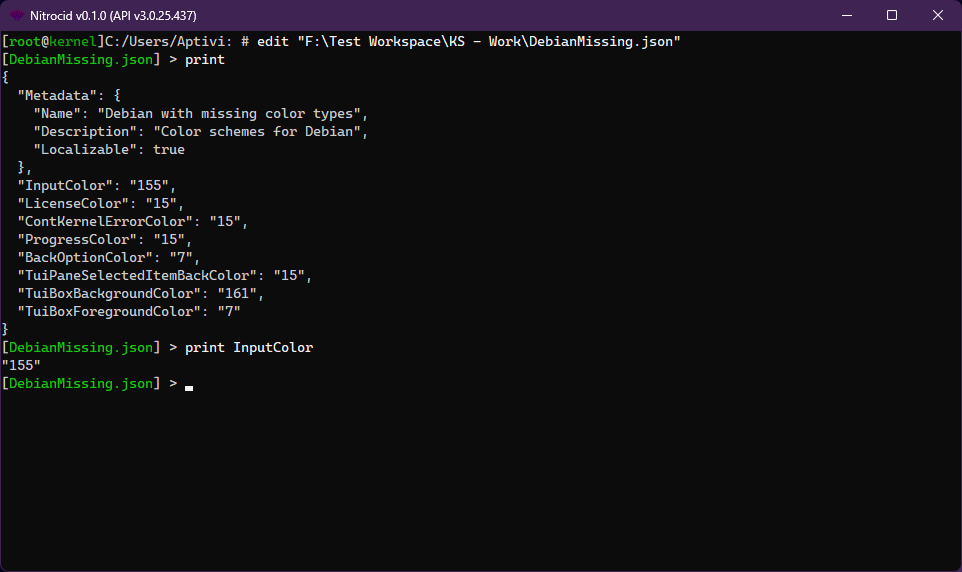 Nitrocid v0.1.0 (API v3.0.25.437)
[root@kernel]C:/Users/Aptivi: # edit "F:\Test Workspace\KS - Work\DebianMissing.json"
[DebianMissing.json] > print
{
  "Metadata": {
    "Name": "Debian with missing color types",
    "Description": "Color schemes for Debian",
    "Localizable": true
  },
  "InputColor": "155",
  "LicenseColor": "15",
  "ContKernelErrorColor": "15",
  "ProgressColor": "15",
  "BackOptionColor": "7",
  "TuiPaneSelectedItemBackColor": "15",
  "TuiBoxBackgroundColor": "161",
  "TuiBoxForegroundColor": "7"
}
[DebianMissing.json] > print InputColor
"155"
[DebianMissing.json] >